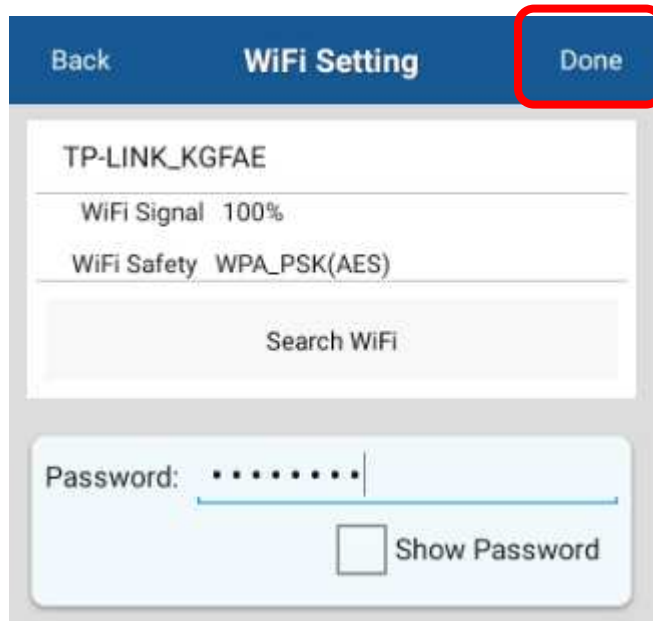 Back WiFi Setting Done
TP-LINK_KGFAE
WiFi Signal 100%
WiFi Safety WPA_PSK(AES)
Search WiFi
Password: ••••••••
Show Password